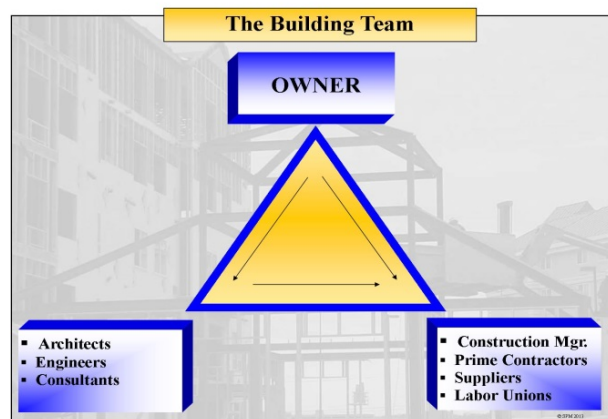 The Building Team
OWNER
▪ Architects
▪ Engineers
▪ Consultants
▪ Construction Mgr.
▪ Prime Contractors
▪ Suppliers
▪ Labor Unions